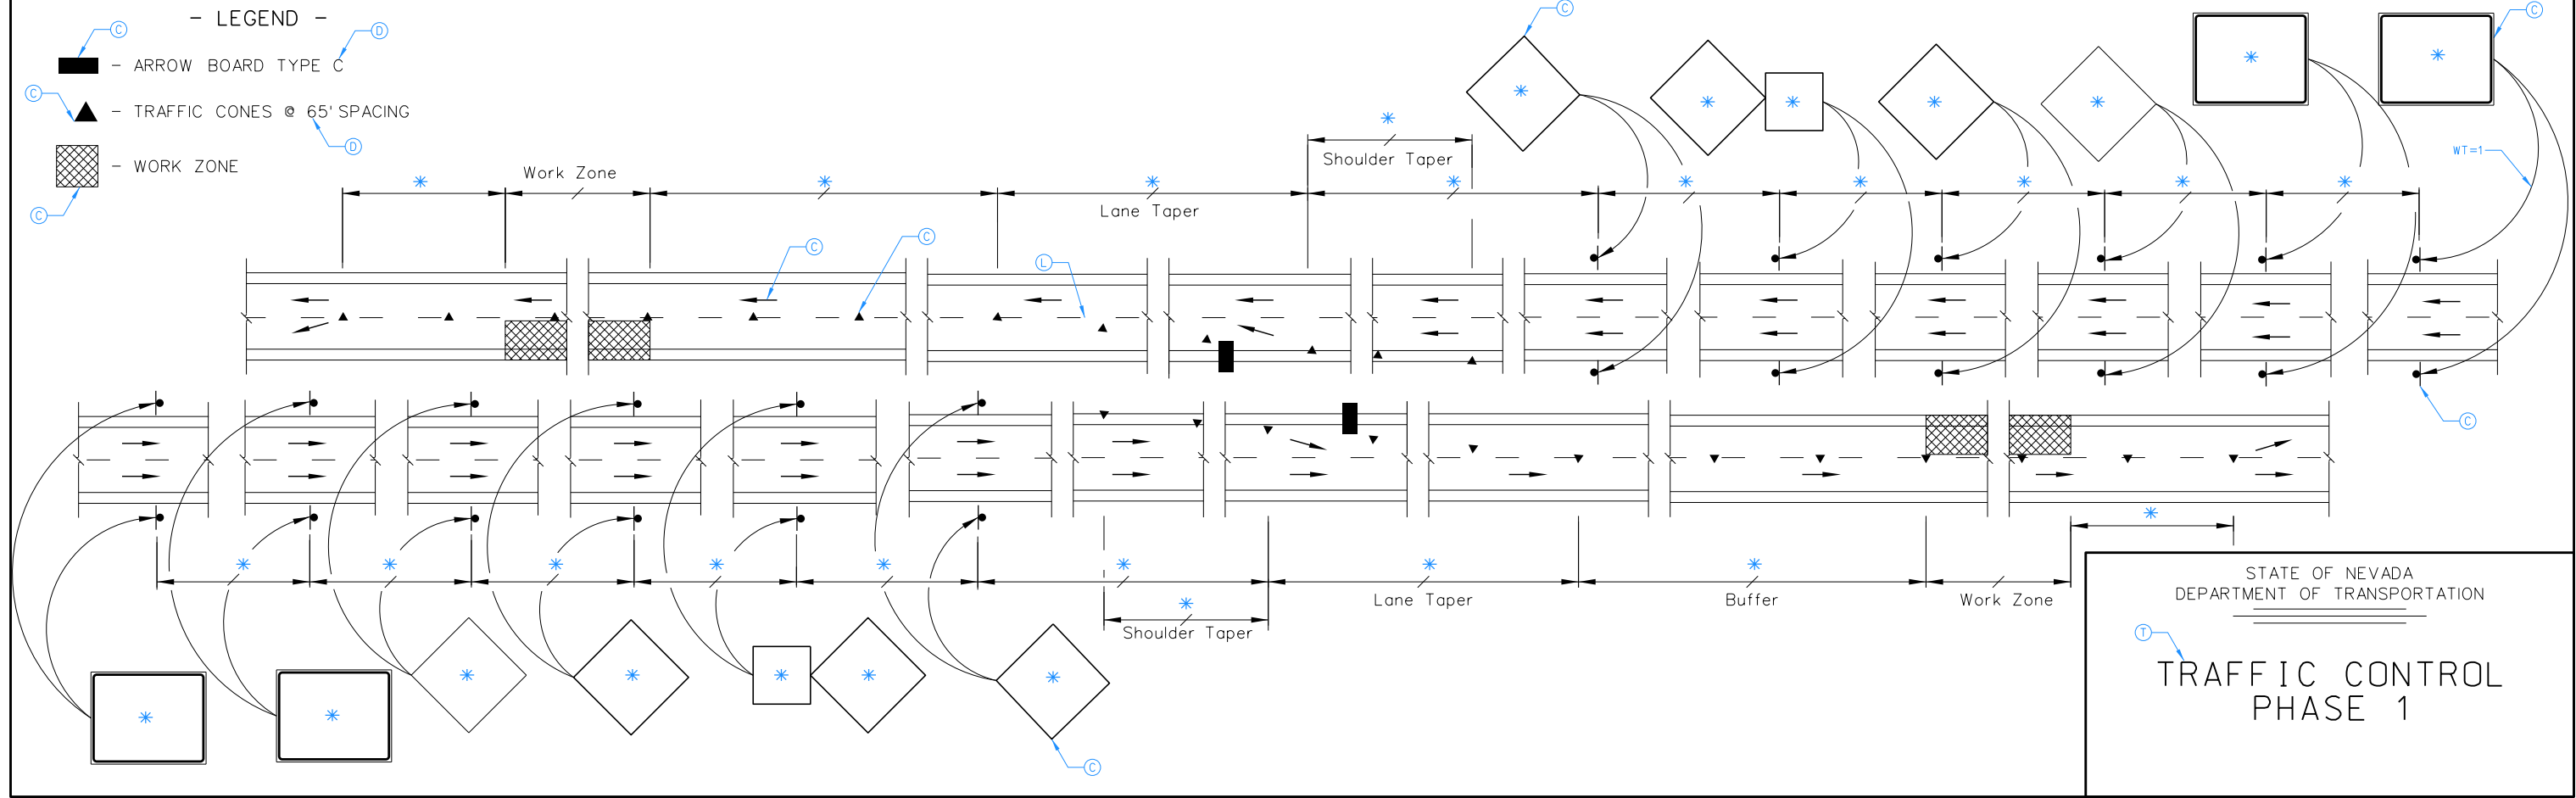 - LEGEND -
C
D
- ARROW BOARD TYPE C
C
- TRAFFIC CONES @ 65' SPACING
D
- WORK ZONE
C
C
C
WT=1
* * * * * *
*
Shoulder Taper
* Work Zone * * * * * * * *
Lane Taper
C
C
L
C
*
* * * * * * * *
Lane Taper
Buffer
Work Zone
*
Shoulder Taper
* * * * * * *
C
STATE OF NEVADA
DEPARTMENT OF TRANSPORTATION
T
TRAFFIC CONTROL
PHASE 1